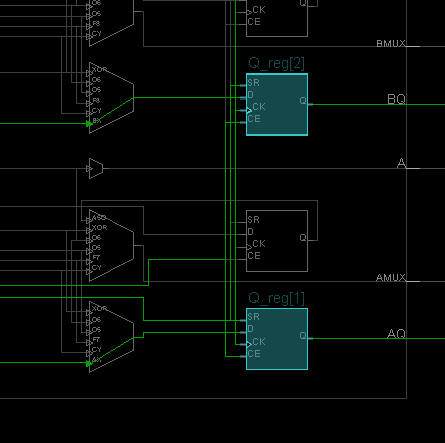 O6
O5
F8
CY
CK
CE
Q
BMUX
Q_reg[2]
XOR
O6
O5
F8
CY
BX
SR
D
CK
CE
Q
BQ
A
A5Q
XOR
O6
O5
F7
CY
SR
D
CK
CE
Q
AMUX
Q_reg[1]
XOR
O6
O5
F7
CY
AX
SR
D
CK
CE
Q
AQ